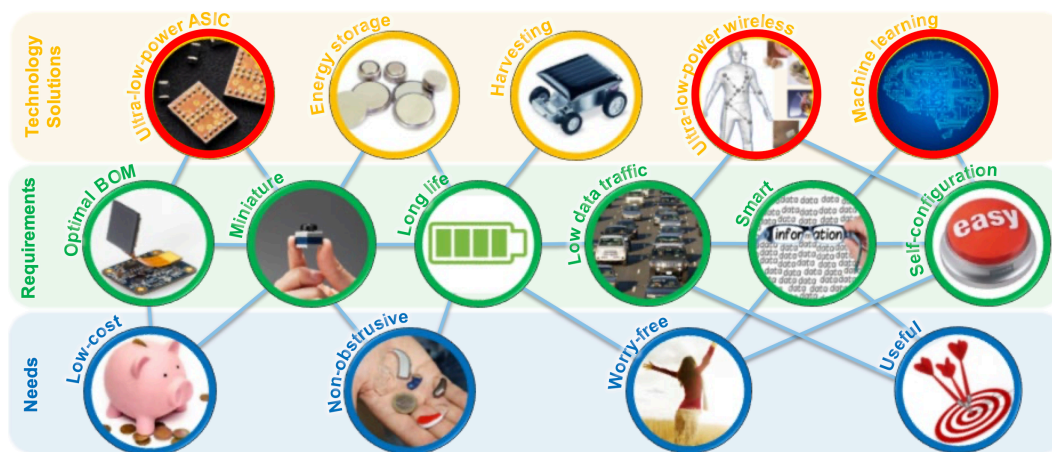 Technology
Solutions
Ultra-low-power ASIC
Energy storage
Harvesting
Ultra-low-power wireless
Machine learning
Requirements
Optimal BOM
Miniature
Long life
Low data traffic
Smart
Self-configuration
data
information
easy
Needs
Low-cost
Non-obstrusive
Worry-free
Useful